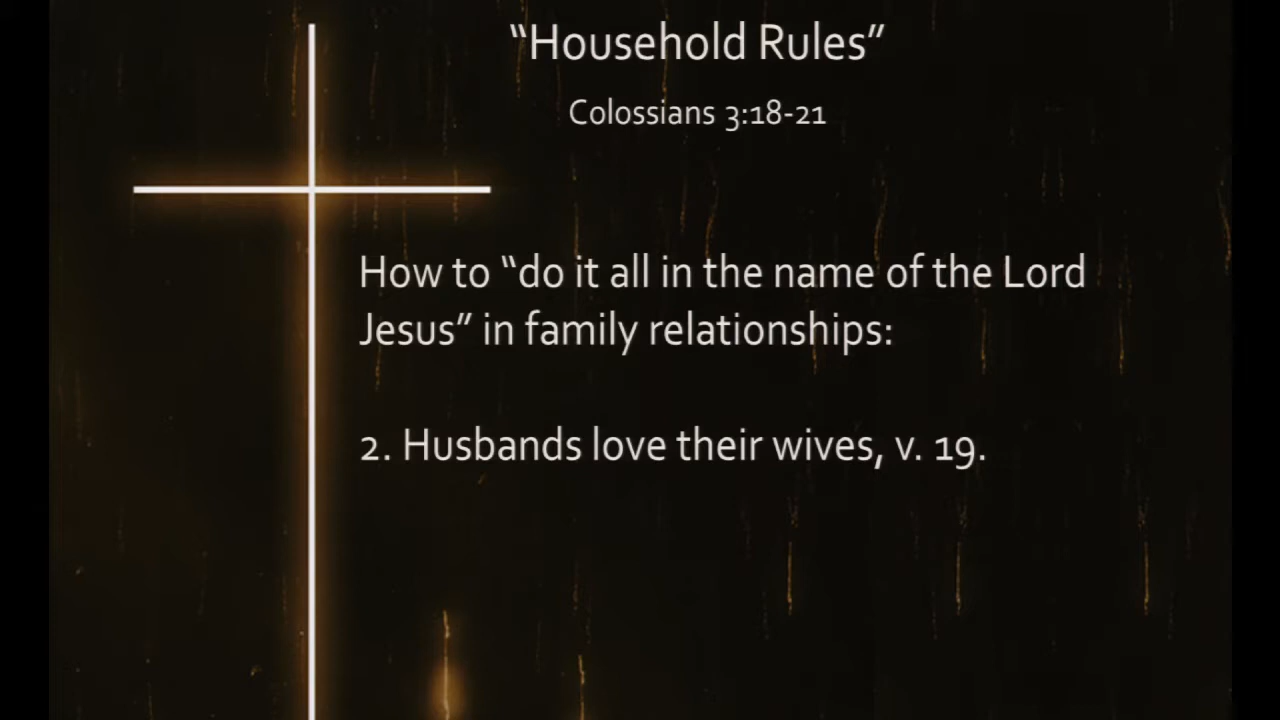 “Household Rules”
Colossians 3:18-21
How to “do it all in the name of the Lord
Jesus” in family relationships:
2. Husbands love their wives, v. 19.